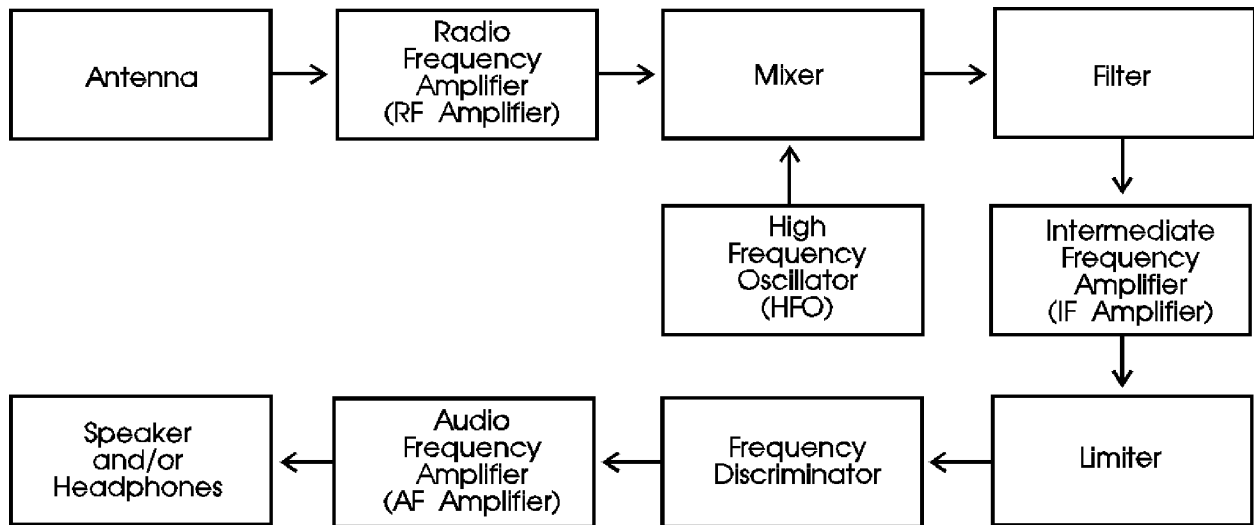 Antenna
Radio
Frequency
Amplifier
(RF Amplifier)
Mixer
Filter
High
Frequency
Oscillator
(HFO)
Intermediate
Frequency
Amplifier
(IF Amplifier)
Speaker
and/or
Headphones
Audio
Frequency
Amplifier
(AF Amplifier)
Frequency
Discriminator
Limiter